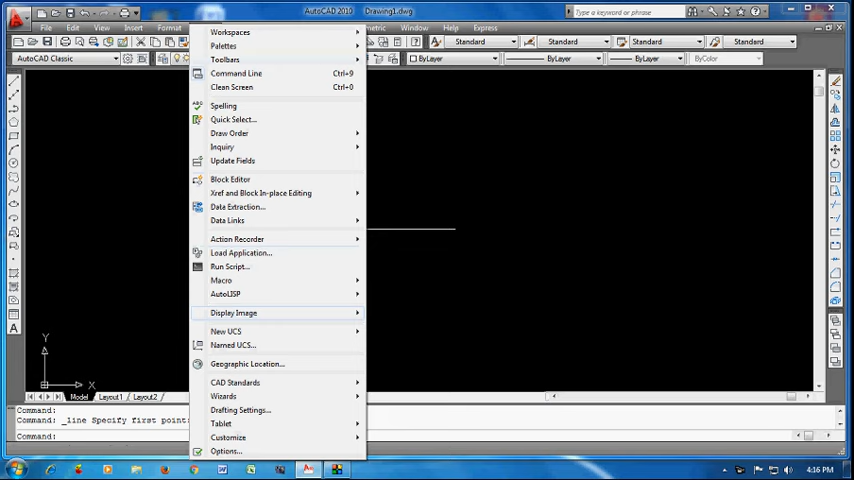 AutoCAD 2010 Drawing1.dwg
Type a keyword or phrase
File Edit View Insert Format
Help Express
Standard Standard Standard Standard
AutoCAD Classic
ByLayer ByLayer ByLayer ByColor
Workspaces
Palettes
Toolbars
Command Line Ctrl+9
Clean Screen Ctrl+0
Spelling
Quick Select...
Draw Order
Inquiry
Update Fields
Block Editor
Xref and Block In-place Editing
Data Extraction...
Data Links
Action Recorder
Load Application...
Run Script...
Macro
AutoLISP
Display Image
New UCS
Named UCS...
Geographic Location...
CAD Standards
Wizards
Drafting Settings...
Tablet
Customize
Options...
Y
X
Model Layout1 Layout2
Command:
Command: _line Specify first point:
Command:
4:16 PM